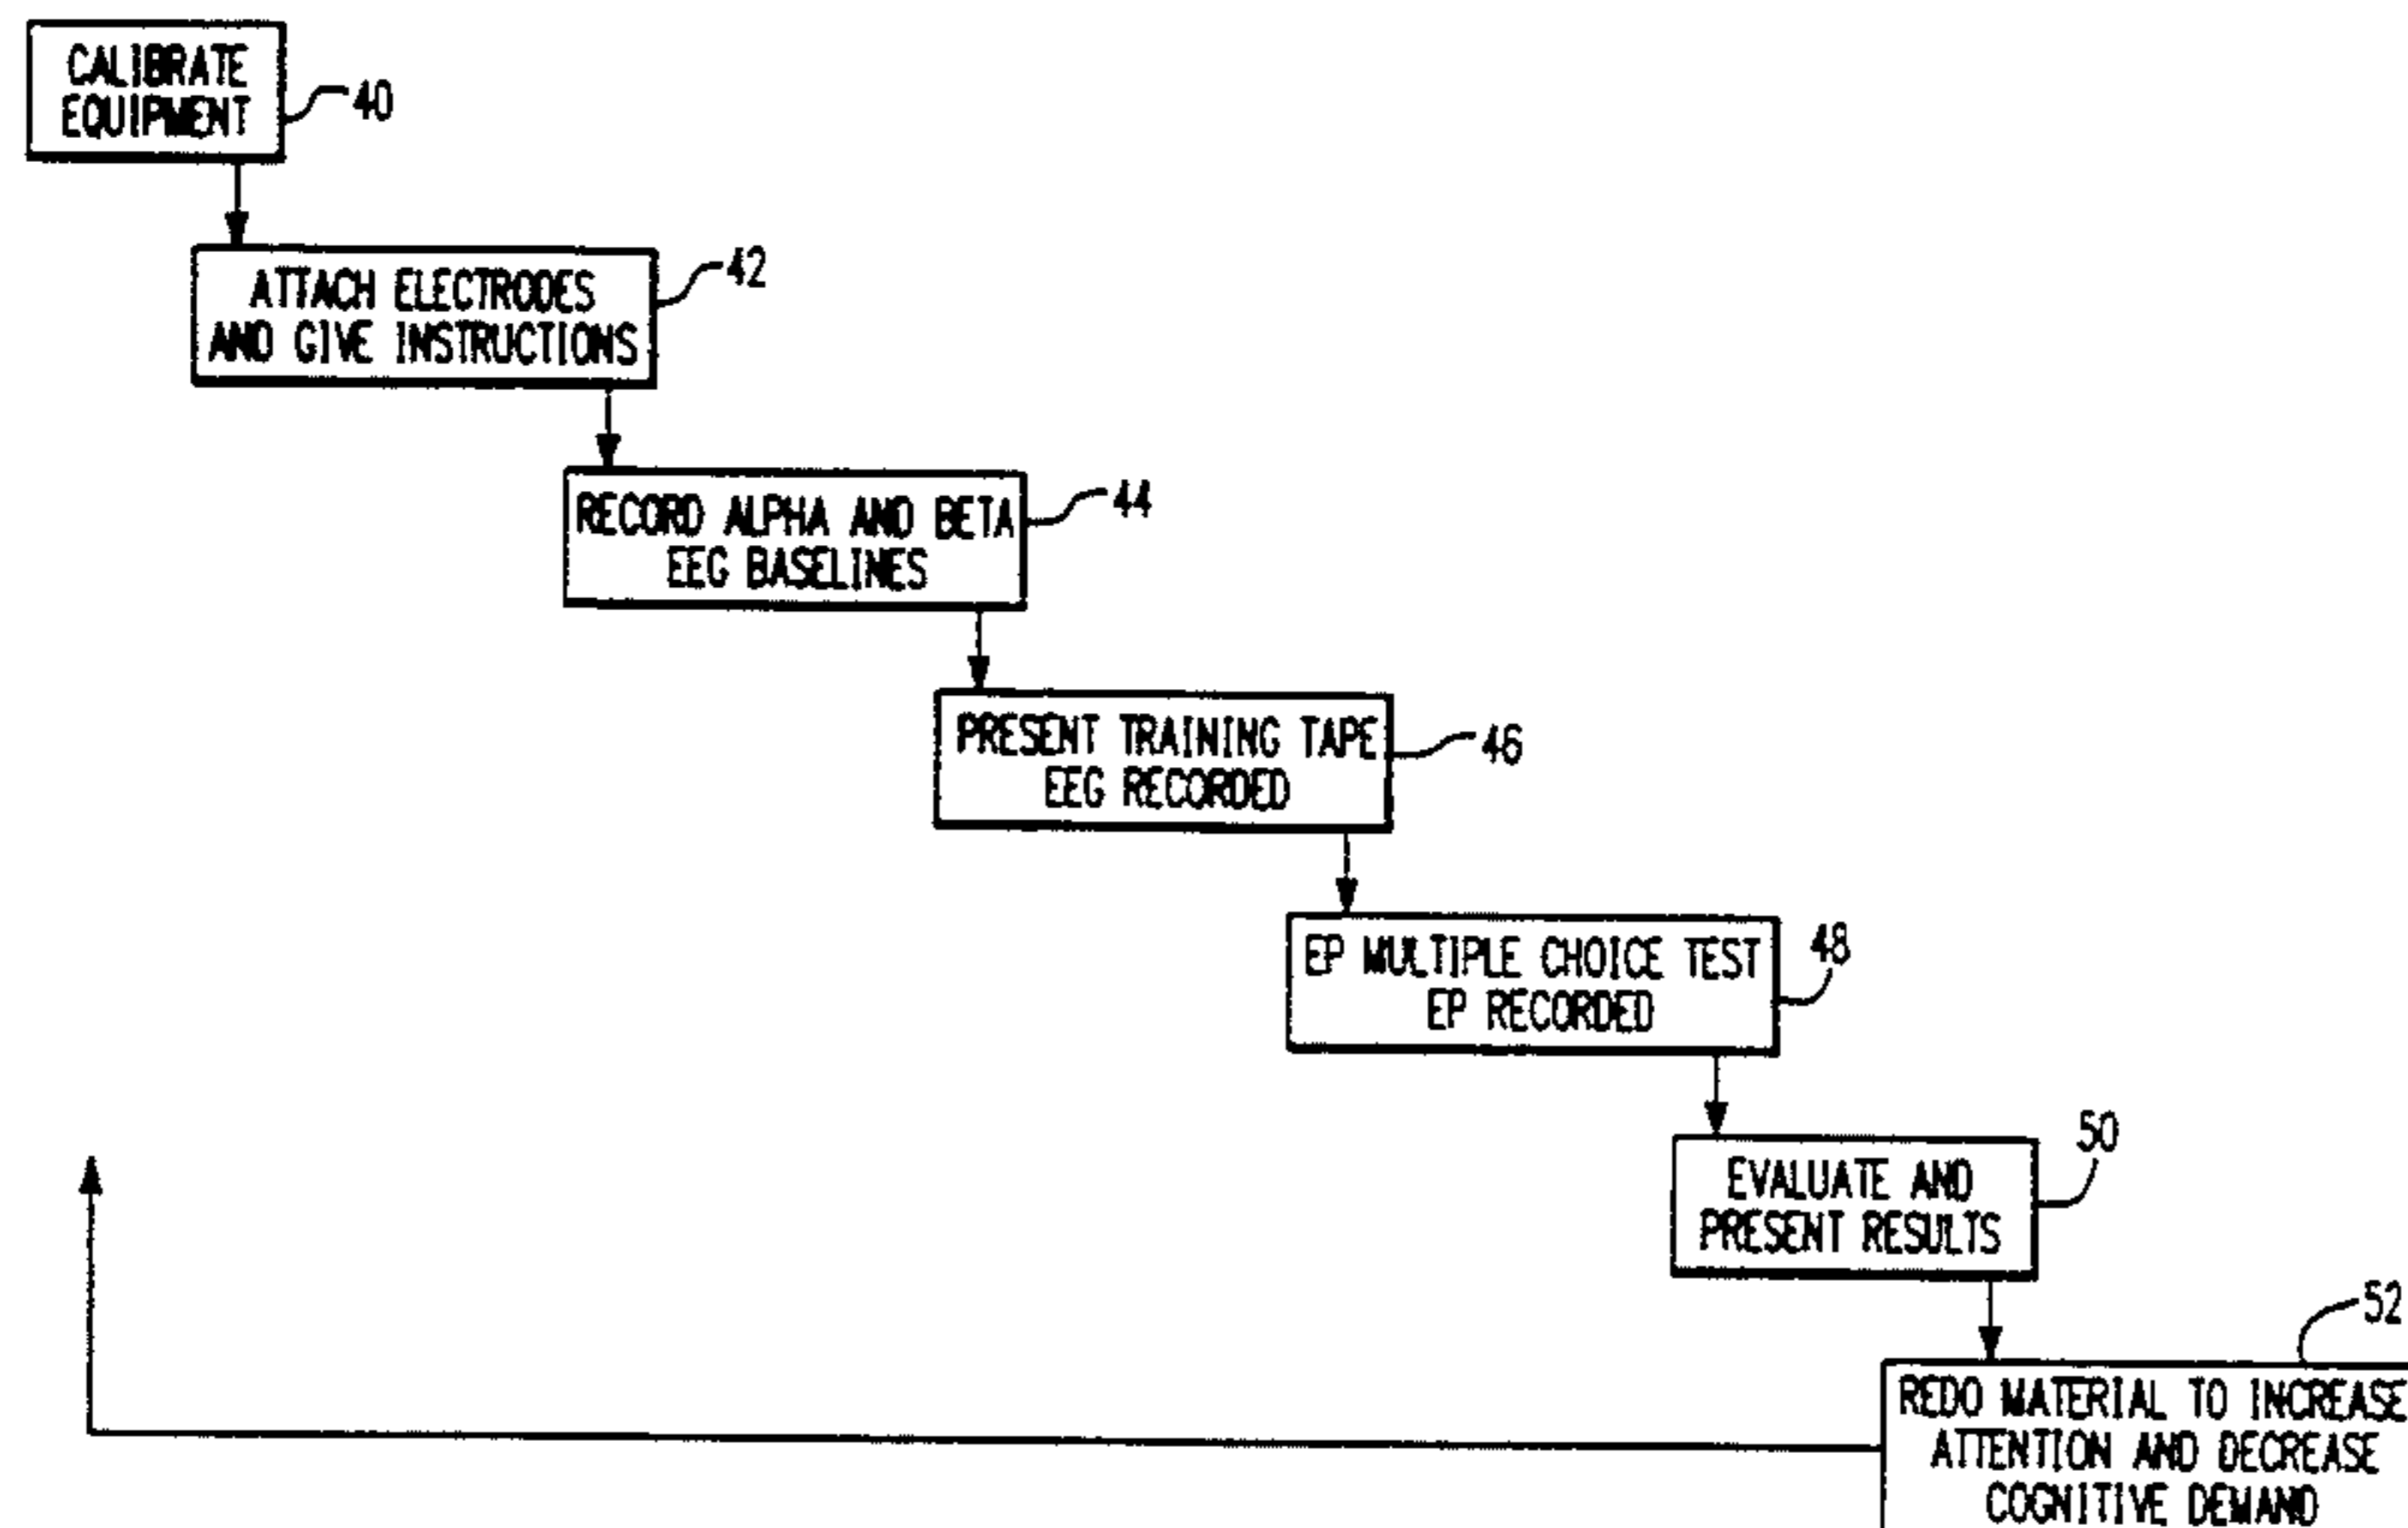 CALIBRATE
EQUIPMENT
40
ATTACH ELECTRODES
AND GIVE INSTRUCTIONS
42
RECORD ALPHA AND BETA
EEG BASELINES
44
PRESENT TRAINING TAPE
EEG RECORDED
46
EP MULTIPLE CHOICE TEST
EP RECORDED
48
EVALUATE AND
PRESENT RESULTS
50
REDO MATERIAL TO INCREASE
ATTENTION AND DECREASE
COGNITIVE DEMAND
52